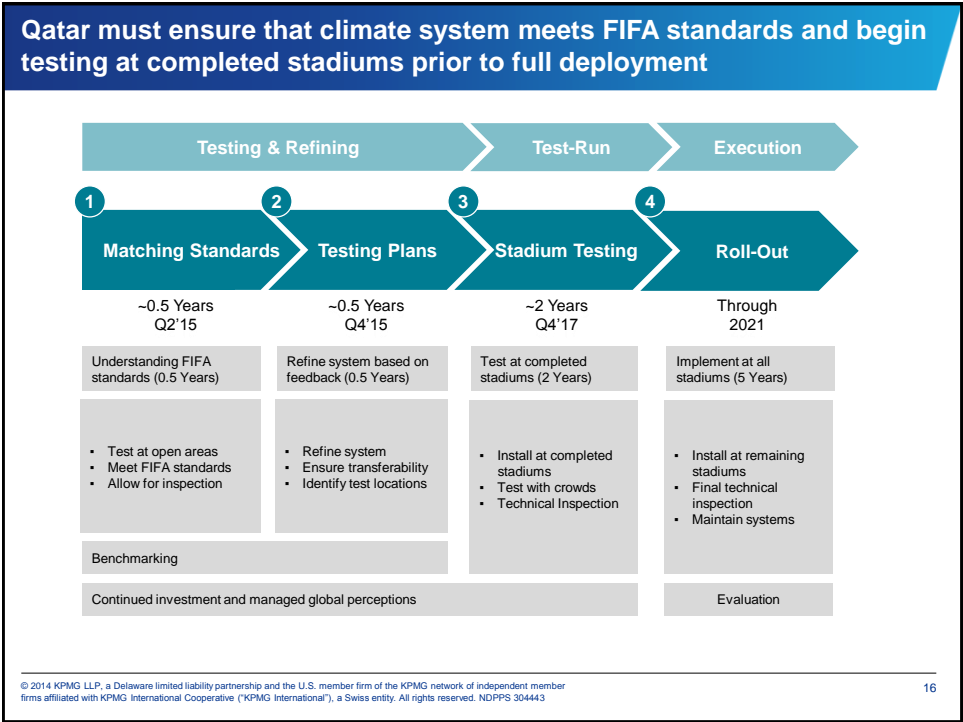 Qatar must ensure that climate system meets FIFA standards and begin
testing at completed stadiums prior to full deployment
Testing & Refining
Test-Run
Execution
1
2
3
4
Matching Standards
Testing Plans
Stadium Testing
Roll-Out
~0.5 Years
Q2'15
~0.5 Years
Q4'15
~2 Years
Q4'17
Through
2021
Understanding FIFA
standards (0.5 Years)
Refine system based on
feedback (0.5 Years)
Test at completed
stadiums (2 Years)
Implement at all
stadiums (5 Years)
▪ Test at open areas
▪ Meet FIFA standards
▪ Allow for inspection
▪ Refine system
▪ Ensure transferability
▪ Identify test locations
▪ Install at completed
stadiums
▪ Test with crowds
▪ Technical Inspection
▪ Install at remaining
stadiums
▪ Final technical
inspection
▪ Maintain systems
Benchmarking
Continued investment and managed global perceptions
Evaluation
© 2014 KPMG LLP, a Delaware limited liability partnership and the U.S. member firm of the KPMG network of independent member
firms affiliated with KPMG International Cooperative ("KPMG International"), a Swiss entity. All rights reserved. NDPPS 304443
16